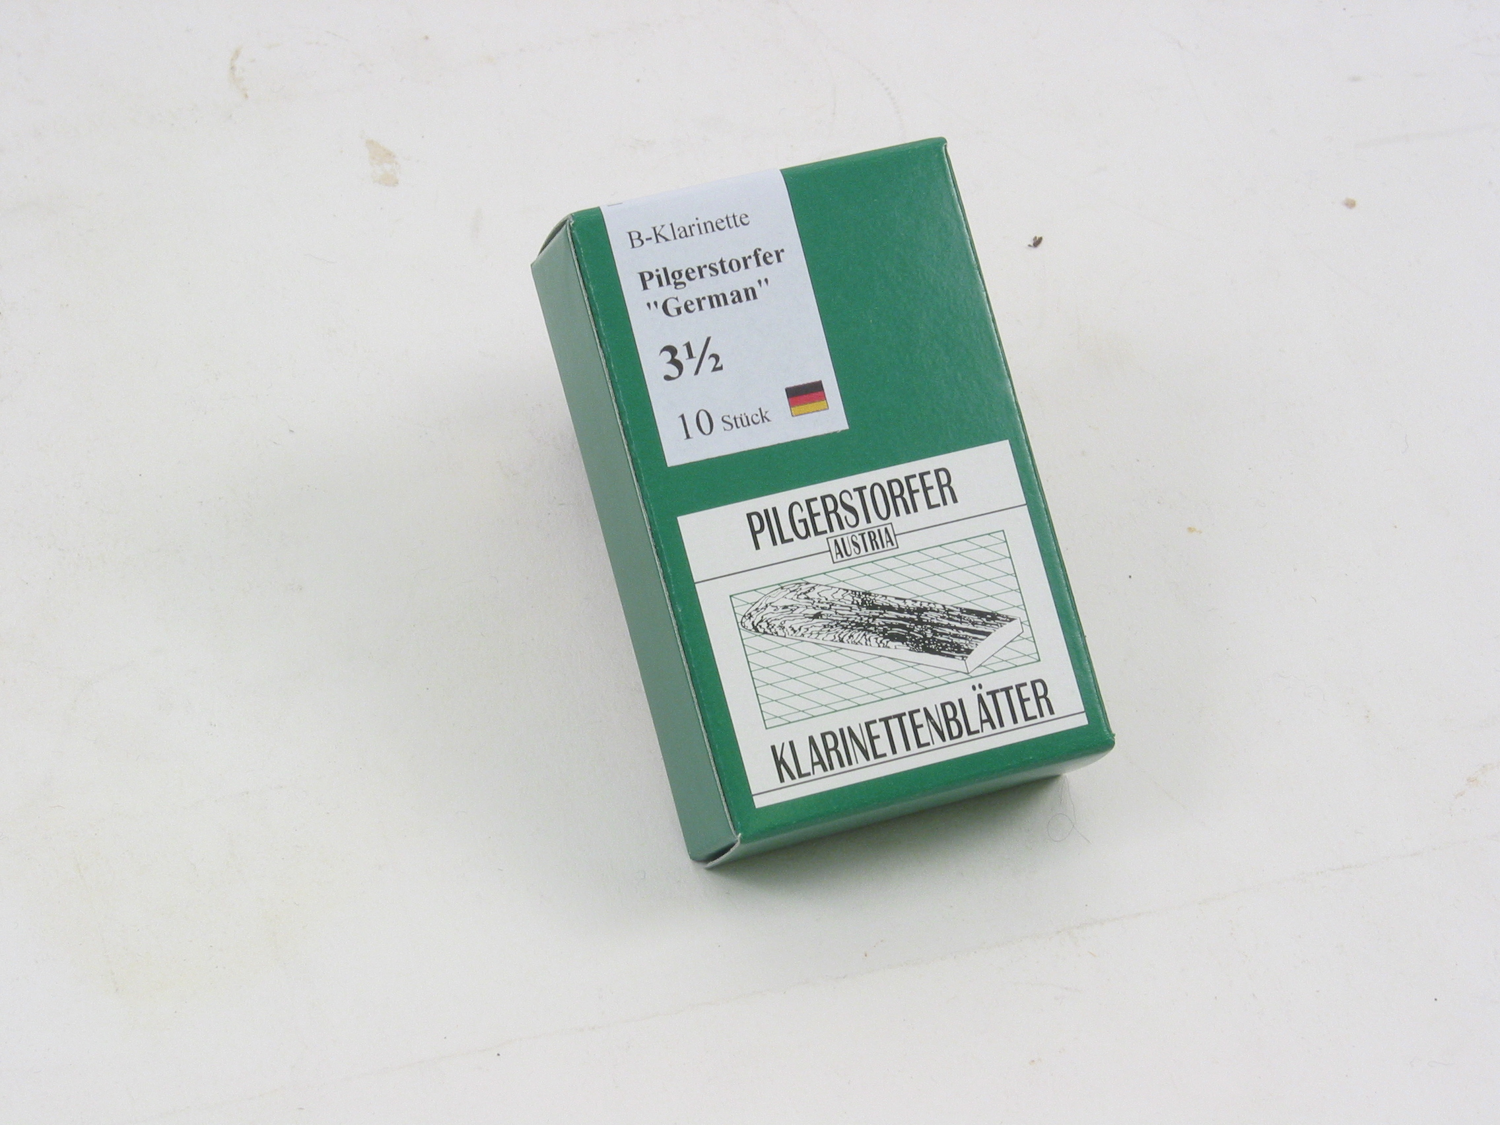 B-Klarinette
Pilgerstorfer
"German"
3½
10 Stück
PILGERSTORFER
AUSTRIA
KLARINETTENBLÄTTER